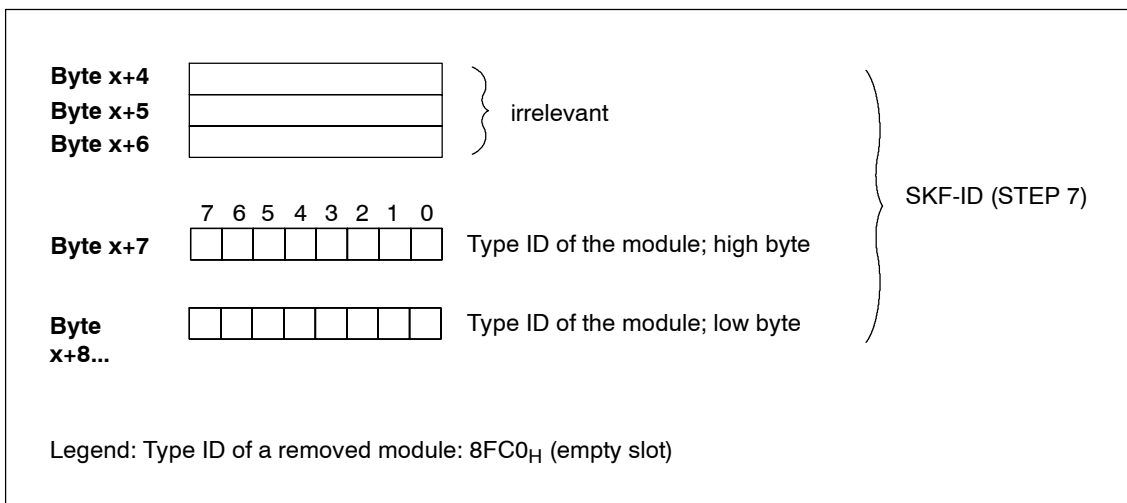 Byte x+4
Byte x+5
Byte x+6
irrelevant
SKF-ID (STEP 7)
7 6 5 4 3 2 1 0
Byte x+7
Type ID of the module; high byte
Byte
x+8...
Type ID of the module; low byte
Legend: Type ID of a removed module: 8FC0H (empty slot)